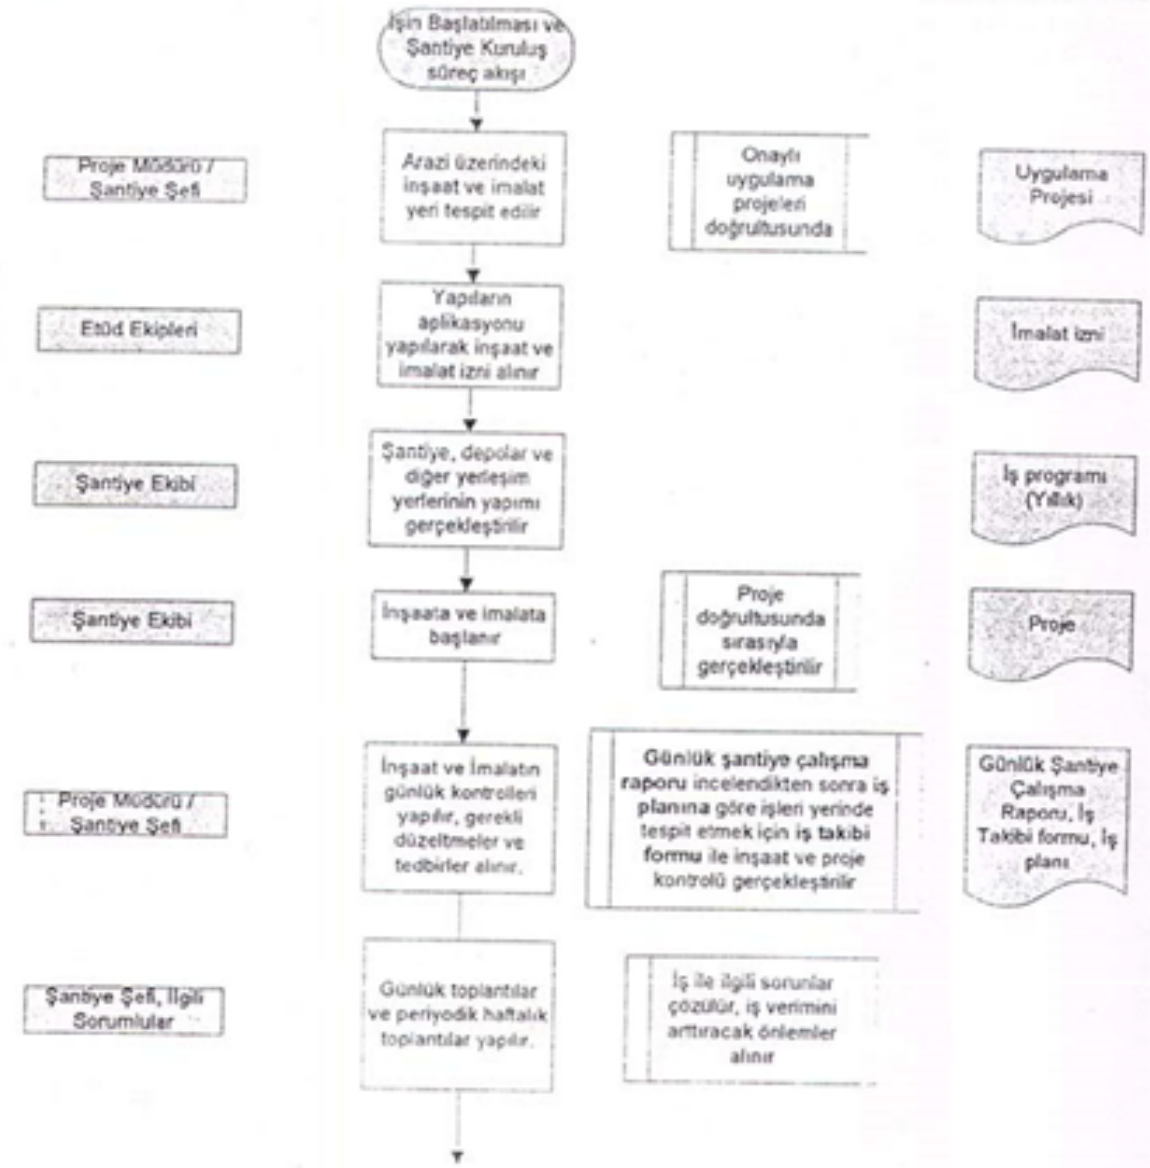 İşin Başlatılması ve
Şantiye Kuruluş
süreç akışı
Proje Müdürü /
Şantiye Şefi
Arazi üzerindeki
inşaat ve imalat
yeri tespit edilir
Onaylı
uygulama
projeleri
doğrultusunda
Uygulama
Projesi
Etüd Ekipleri
Yapıların
aplikasyonu
yapılarak inşaat ve
imalat izni alınır
İmalat izni
Şantiye Ekibi
Şantiye, depolar ve
diğer yerleşim
yerlerinin yapımı
gerçekleştirilir
İş programı
(Yıllık)
Şantiye Ekibi
İnşaata ve imalata
başlanır
Proje
doğrultusunda
sırasıyla
gerçekleştirilir
Proje
Proje Müdürü /
Şantiye Şefi
İnşaat ve İmalatın
günlük kontrolleri
yapılır, gerekli
düzeltmeler ve
tedbirler alınır.
Günlük şantiye çalışma
raporu incelendikten sonra iş
planına göre işleri yerinde
tespit etmek için iş takibi
formu ile inşaat ve proje
kontrolü gerçekleştirilir
Günlük Şantiye
Çalışma
Raporu, İş
Takibi formu, İş
planı
Şantiye Şefi, İlgili
Sorumlular
Günlük toplantılar
ve periyodik haftalık
toplantılar yapılır.
İş ile ilgili sorunlar
çözülür, iş verimini
arttıracak önlemler
alınır